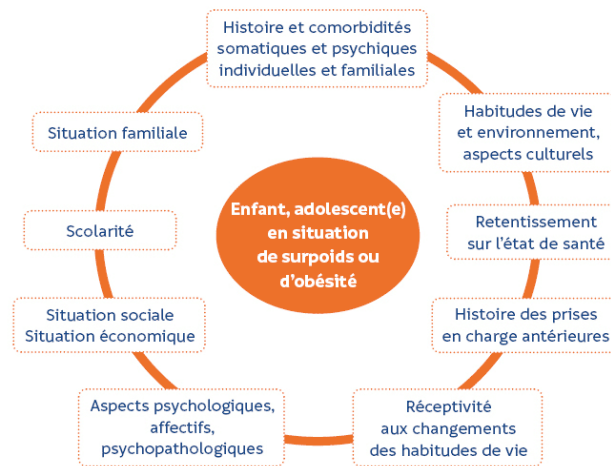 Histoire et comorbidités
somatiques et psychiques
individuelles et familiales
Habitudes de vie
et environnement,
aspects culturels
Retentissement
sur l'état de santé
Histoire des prises
en charge antérieures
Réceptivité
aux changements
des habitudes de vie
Aspects psychologiques,
affectifs,
psychopathologiques
Situation sociale
Situation économique
Scolarité
Situation familiale
Enfant, adolescent(e)
en situation
de surpoids ou
d'obésité